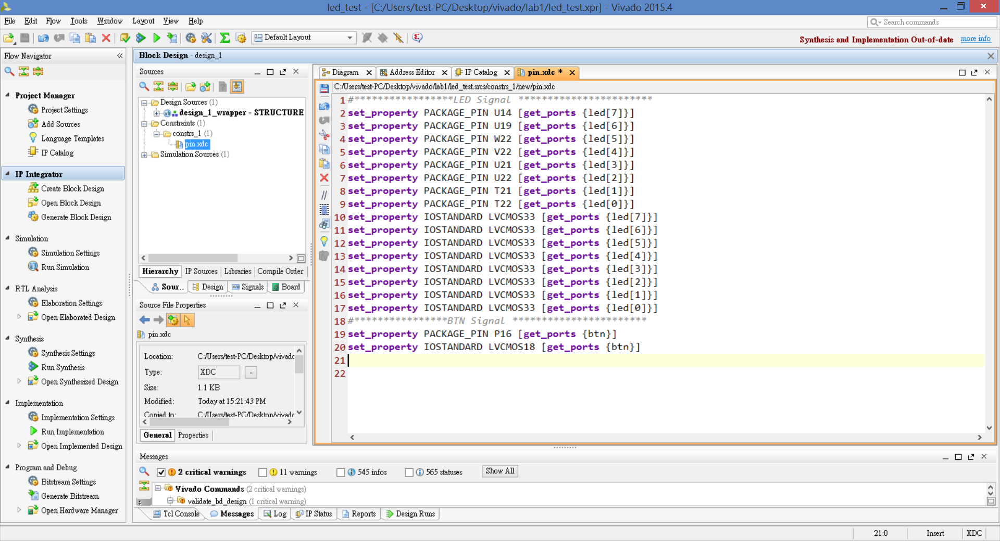 led_test - [C:/Users/test-PC/Desktop/vivado/lab1/led_test.xpr] - Vivado 2015.4
File Edit Flow Tools Window Layout View Help
Search commands
Default Layout
Synthesis and Implementation Out-of-date more info
Flow Navigator
Project Manager
Project Settings
Add Sources
Language Templates
IP Catalog
IP Integrator
Create Block Design
Open Block Design
Generate Block Design
Simulation
Simulation Settings
Run Simulation
RTL Analysis
Elaboration Settings
Open Elaborated Design
Synthesis
Synthesis Settings
Run Synthesis
Open Synthesized Design
Implementation
Implementation Settings
Run Implementation
Open Implemented Design
Program and Debug
Bitstream Settings
Generate Bitstream
Open Hardware Manager
Block Design - design_1
Sources
Design Sources (1)
design_1_wrapper - STRUCTURE
Constraints (1)
constrs_1 (1)
pin.xdc
Simulation Sources (1)
Hierarchy IP Sources Libraries Compile Order
Sour.. Design Signals Board
Source File Properties
pin.xdc
Location: C:/Users/test-PC/Desktop/vivado
Type: XDC ...
Size: 1.1 KB
Modified: Today at 15:21:43 PM
Copied to: C:/Users/test-PC/Desktop/vivado
General Properties
Diagram Address Editor IP Catalog pin.xdc *
C:/Users/test-PC/Desktop/vivado/lab1/led_test.srcs/constrs_1/new/pin.xdc
1 #*****************LED Signal ***********************
2 set_property PACKAGE_PIN U14 [get_ports {led[7]}]
3 set_property PACKAGE_PIN U19 [get_ports {led[6]}]
4 set_property PACKAGE_PIN W22 [get_ports {led[5]}]
5 set_property PACKAGE_PIN V22 [get_ports {led[4]}]
6 set_property PACKAGE_PIN U21 [get_ports {led[3]}]
7 set_property PACKAGE_PIN U22 [get_ports {led[2]}]
8 set_property PACKAGE_PIN T21 [get_ports {led[1]}]
9 set_property PACKAGE_PIN T22 [get_ports {led[0]}]
10 set_property IOSTANDARD LVCMOS33 [get_ports {led[7]}]
11 set_property IOSTANDARD LVCMOS33 [get_ports {led[6]}]
12 set_property IOSTANDARD LVCMOS33 [get_ports {led[5]}]
13 set_property IOSTANDARD LVCMOS33 [get_ports {led[4]}]
14 set_property IOSTANDARD LVCMOS33 [get_ports {led[3]}]
15 set_property IOSTANDARD LVCMOS33 [get_ports {led[2]}]
16 set_property IOSTANDARD LVCMOS33 [get_ports {led[1]}]
17 set_property IOSTANDARD LVCMOS33 [get_ports {led[0]}]
18 #****************BTN Signal ***********************
19 set_property PACKAGE_PIN P16 [get_ports {btn}]
20 set_property IOSTANDARD LVCMOS18 [get_ports {btn}]
21
22
Messages
2 critical warnings 11 warnings 545 infos 565 statuses Show All
Vivado Commands (2 critical warnings)
validate_bd_design (1 critical warning)
Tcl Console Messages Log IP Status Reports Design Runs
21:0 Insert XDC